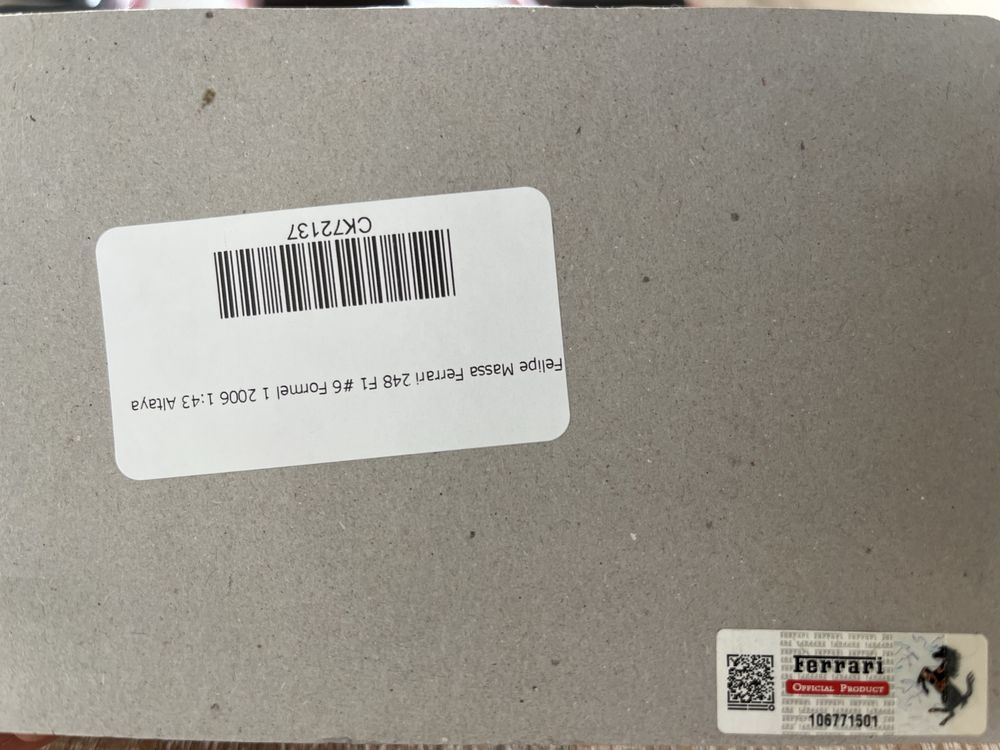 CK72137
Felipe Massa Ferrari 248 F1 #6 Formel 1 2006 1:43 Altaya
Ferrari
OFFICIAL PRODUCT
106771501